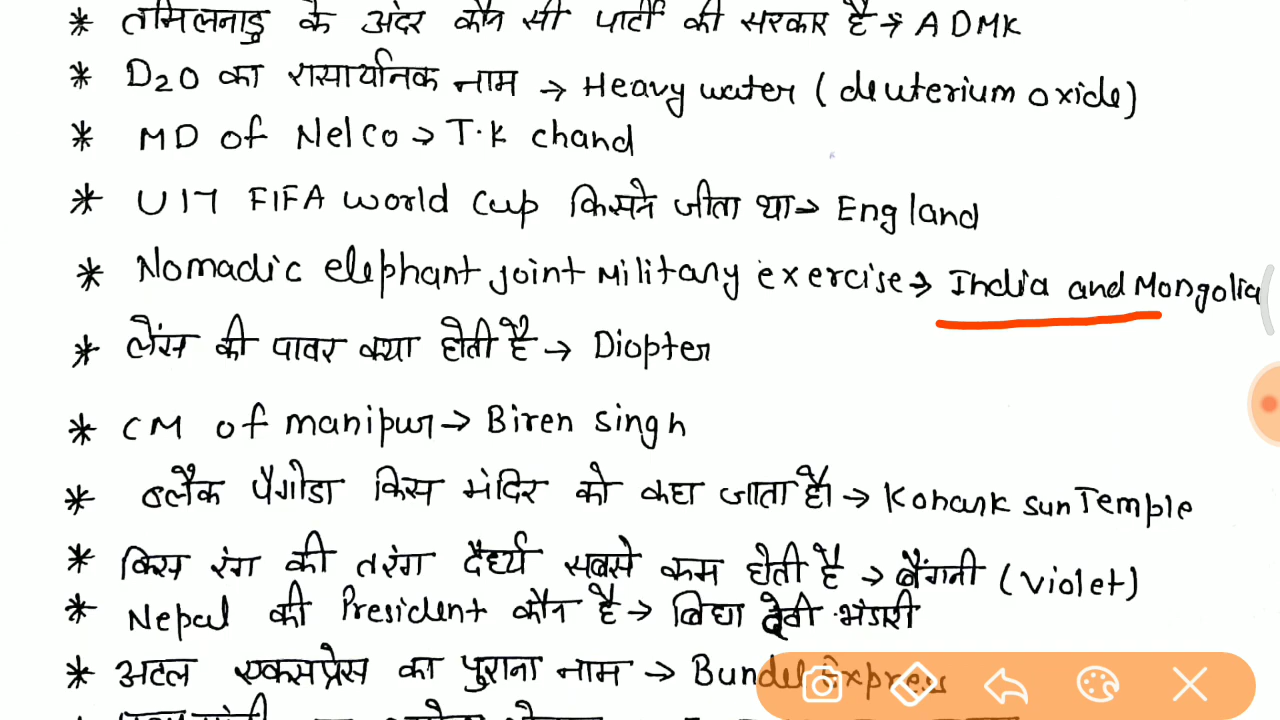 * तमिलनाडु के अंदर कौन सी पार्टी की सरकार है → ADMK
* D2O का रासायनिक नाम → Heavy water (deuterium oxide)
* MD of Nelco → T.K chand
* U17 FIFA world cup किसने जीता था → England
* Nomadic elephant joint military exercise → India and Mongolia
* लेंस की पावर क्या होती है → Diopter
* CM of manipur → Biren singh
* ब्लैक पैगोडा किस मंदिर को कहा जाता है → Konark sun Temple
* किस रंग की तरंग दैर्ध्य सबसे कम होती है → बैंगनी (violet)
* Nepal की President कौन है → विद्या देवी भंडारी
* अटल एक्सप्रेस का पुराना नाम → Bundel Express